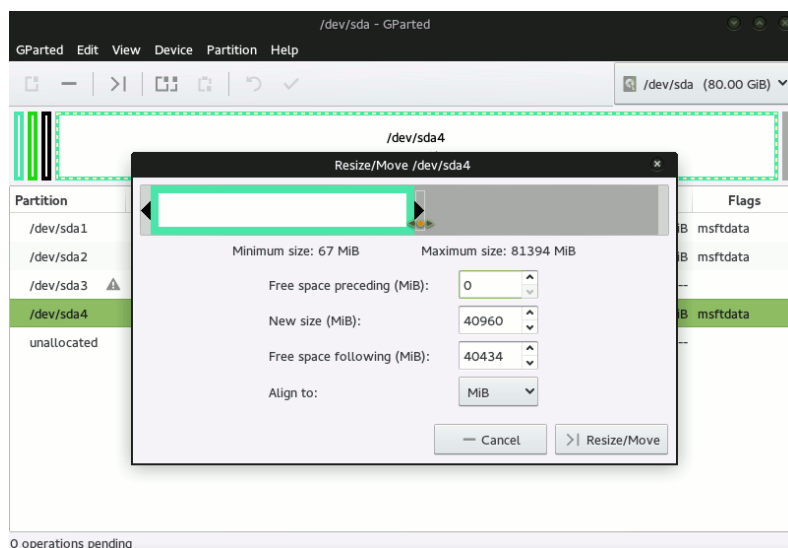 /dev/sda - GParted
GParted Edit View Device Partition Help
/dev/sda (80.00 GiB)
/dev/sda4
Resize/Move /dev/sda4
Minimum size: 67 MiB Maximum size: 81394 MiB
Free space preceding (MiB): 0
New size (MiB): 40960
Free space following (MiB): 40434
Align to: MiB
Cancel Resize/Move
Partition Flags
/dev/sda1 iB msftdata
/dev/sda2 iB msftdata
/dev/sda3 --
/dev/sda4 iB msftdata
unallocated --
0 operations pending